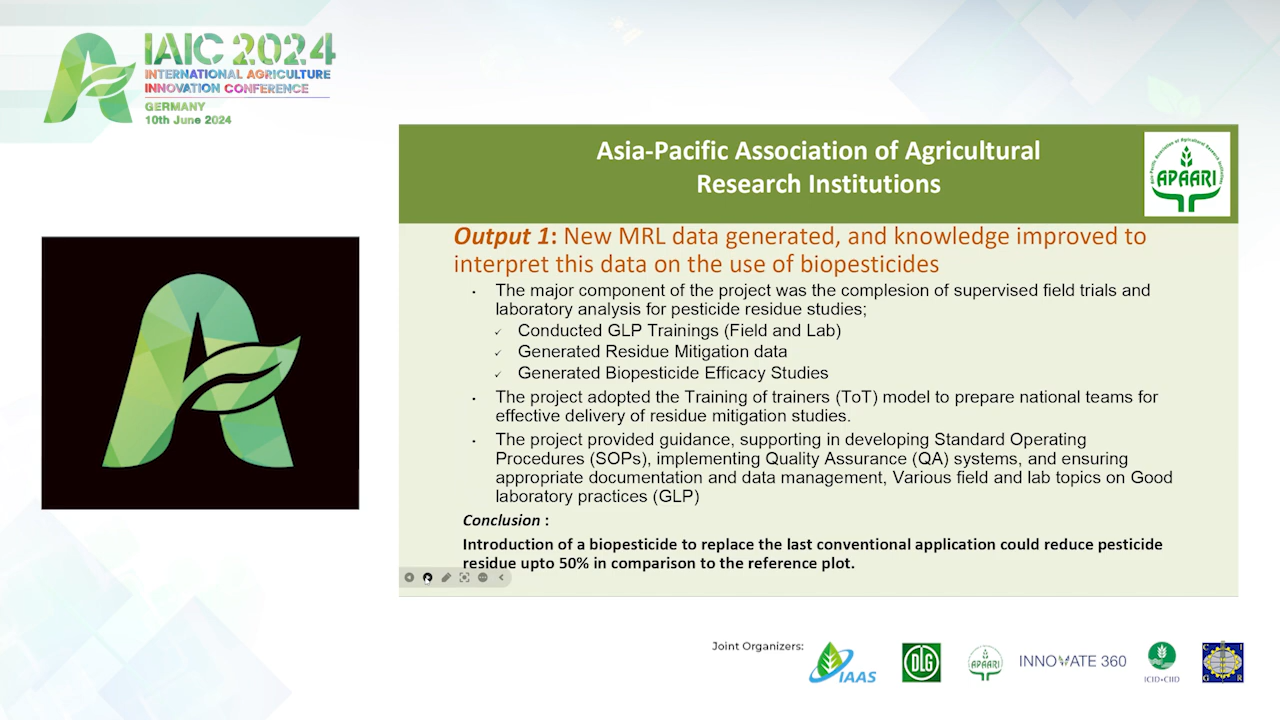 IAIC 2024
INTERNATIONAL AGRICULTURE
INNOVATION CONFERENCE
GERMANY
10th June 2024
Asia-Pacific Association of Agricultural
Research Institutions
Asia-Pacific Association of Agricultural Research Institutions
APAARI
Output 1: New MRL data generated, and knowledge improved to
interpret this data on the use of biopesticides
• The major component of the project was the complesion of supervised field trials and
laboratory analysis for pesticide residue studies;
✓ Conducted GLP Trainings (Field and Lab)
✓ Generated Residue Mitigation data
✓ Generated Biopesticide Efficacy Studies
• The project adopted the Training of trainers (ToT) model to prepare national teams for
effective delivery of residue mitigation studies.
• The project provided guidance, supporting in developing Standard Operating
Procedures (SOPs), implementing Quality Assurance (QA) systems, and ensuring
appropriate documentation and data management, Various field and lab topics on Good
laboratory practices (GLP)
Conclusion :
Introduction of a biopesticide to replace the last conventional application could reduce pesticide
residue upto 50% in comparison to the reference plot.
Joint Organizers:
IAAS
DLG
APAARI
INNOVATE 360
ICID•CIID
C I
G R